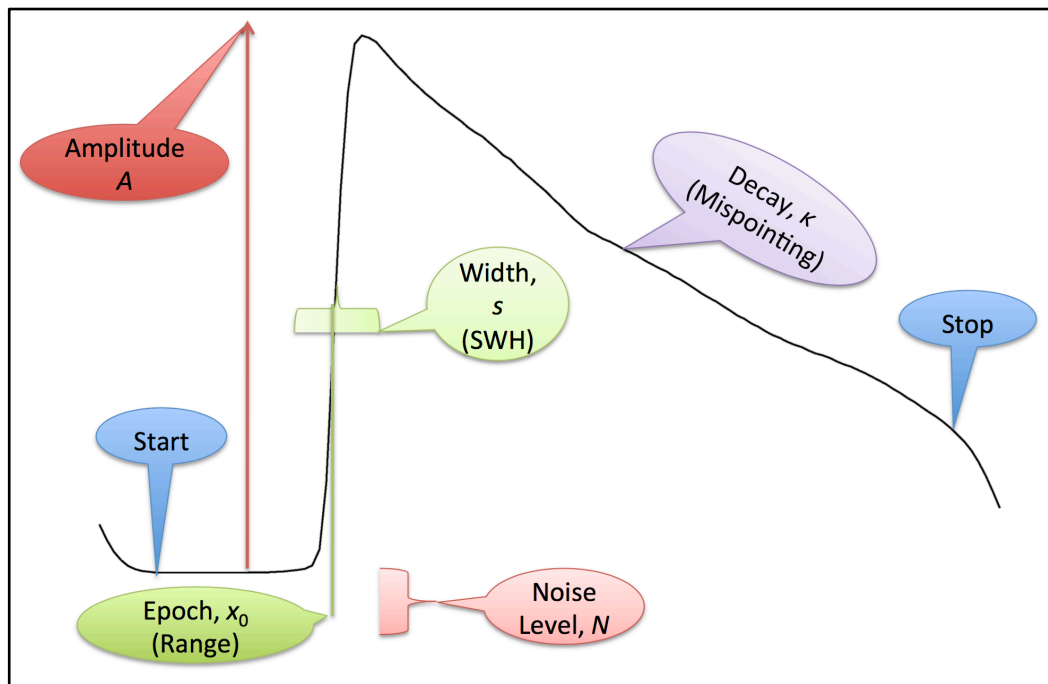 Amplitude
A
Decay, κ
(Mispointing)
Width,
s
(SWH)
Stop
Start
Epoch, x₀
(Range)
Noise
Level, N